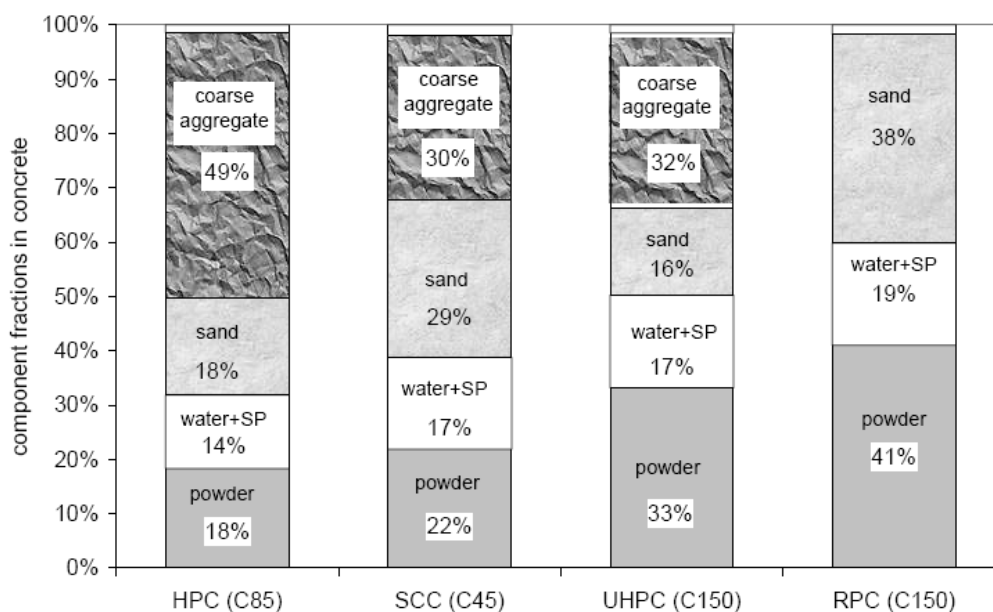 component fractions in concrete
100%
90%
80%
70%
60%
50%
40%
30%
20%
10%
0%
coarse
aggregate
49%
sand
18%
water+SP
14%
powder
18%
coarse
aggregate
30%
sand
29%
water+SP
17%
powder
22%
coarse
aggregate
32%
sand
16%
water+SP
17%
powder
33%
sand
38%
water+SP
19%
powder
41%
HPC (C85)
SCC (C45)
UHPC (C150)
RPC (C150)